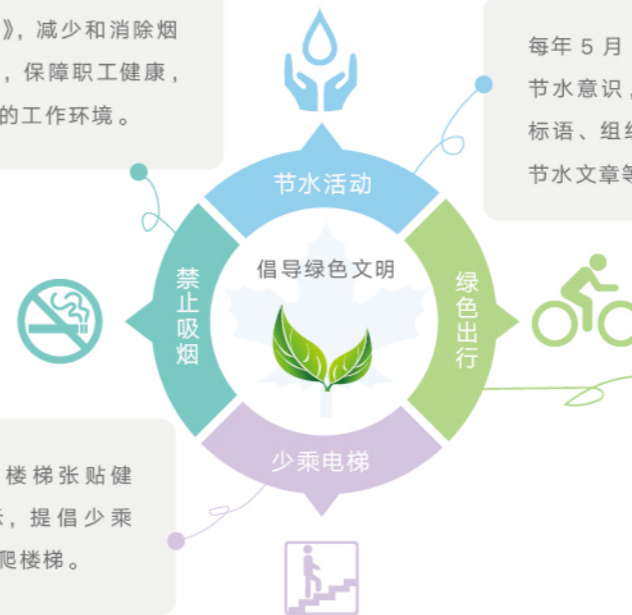 》，减少和消除烟
，保障职工健康，
的工作环境。
每年 5 月
节水意识，
标语、组
节水文章等
节水活动
倡导绿色文明
禁止吸烟
绿色出行
少乘电梯
楼梯张贴健
，提倡少乘
爬楼梯。